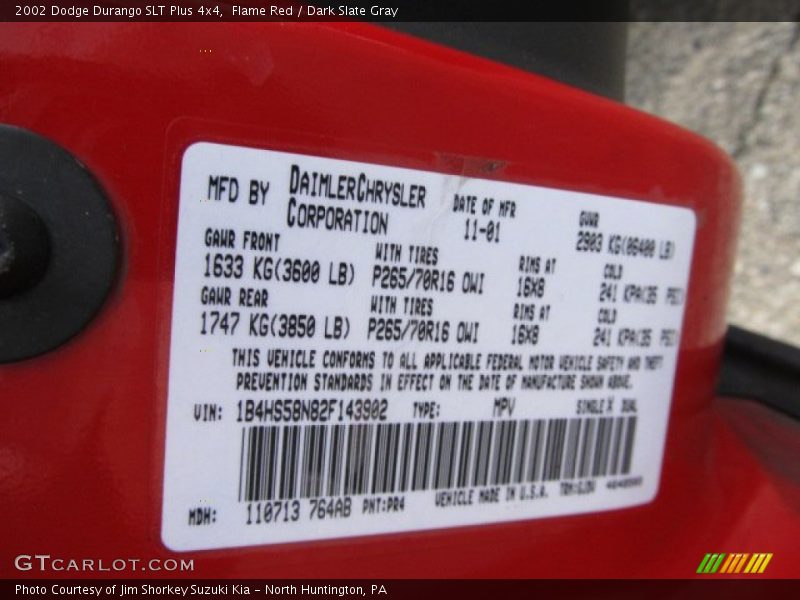 2002 Dodge Durango SLT Plus 4x4,  Flame Red / Dark Slate Gray
MFD BY DAIMLERCHRYSLER CORPORATION DATE OF MFR 11-01 GVWR 2903 KG(06400 LB)
GAWR FRONT WITH TIRES RIMS AT COLD
1633 KG(3600 LB) P265/70R16 OWI 16X8 241 KPA(35 PSI)
GAWR REAR WITH TIRES RIMS AT COLD
1747 KG(3850 LB) P265/70R16 OWI 16X8 241 KPA(35 PSI)
THIS VEHICLE CONFORMS TO ALL APPLICABLE FEDERAL MOTOR VEHICLE SAFETY AND THEFT
PREVENTION STANDARDS IN EFFECT ON THE DATE OF MANUFACTURE SHOWN ABOVE.
VIN: 1B4HS58N82F143902 TYPE: MPV SINGLE X DUAL
MDH: 110713 764AB PNT:PR4 VEHICLE MADE IN U.S.A.
GTCARLOT.COM
Photo Courtesy of Jim Shorkey Suzuki Kia – North Huntington, PA